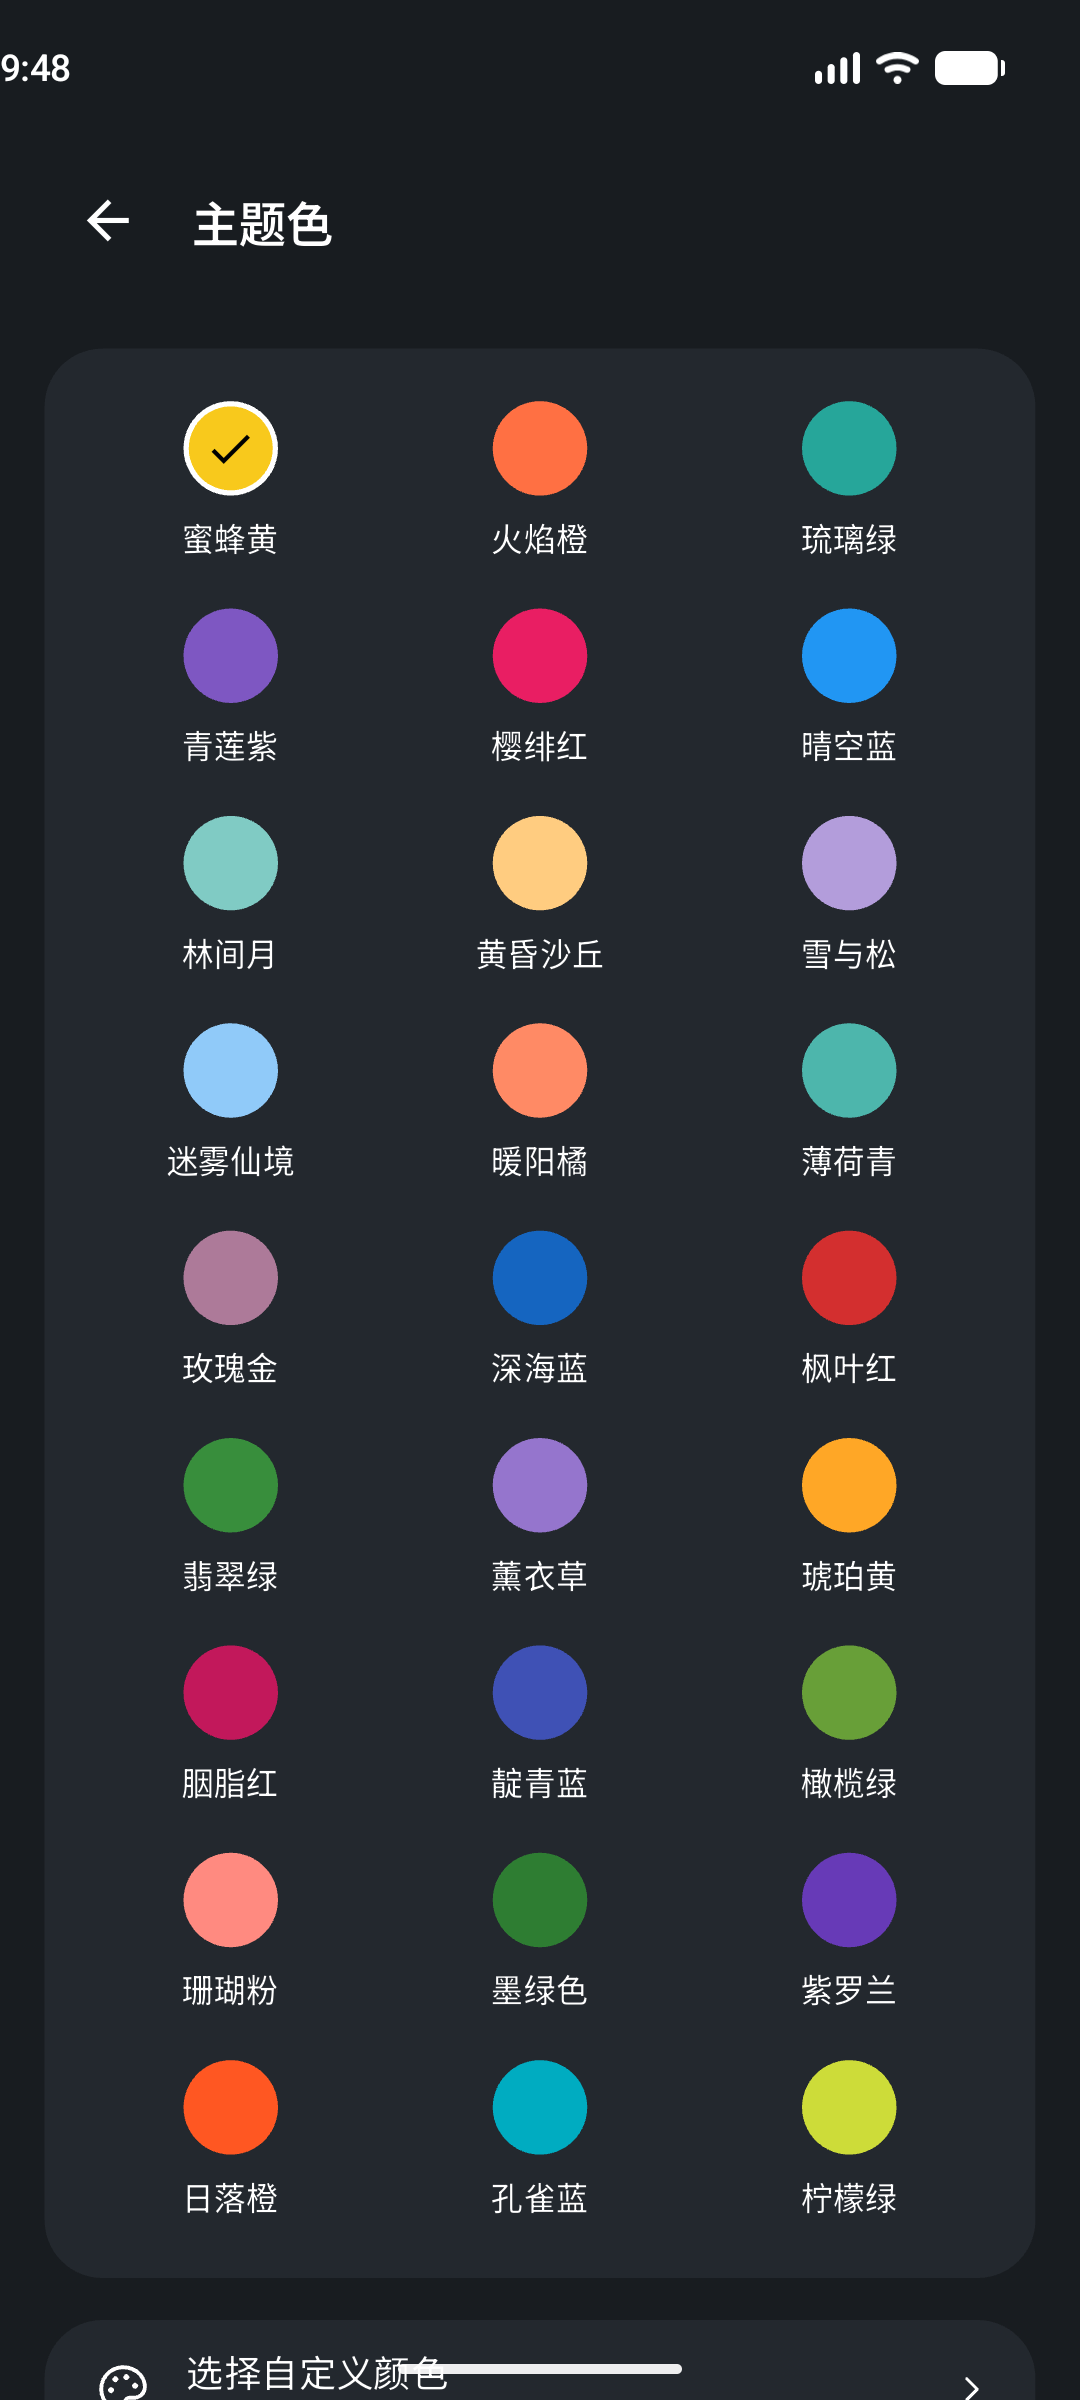 9:48
主题色
蜜蜂黄
火焰橙
琉璃绿
青莲紫
樱绯红
晴空蓝
林间月
黄昏沙丘
雪与松
迷雾仙境
暖阳橘
薄荷青
玫瑰金
深海蓝
枫叶红
翡翠绿
薰衣草
琥珀黄
胭脂红
靛青蓝
橄榄绿
珊瑚粉
墨绿色
紫罗兰
日落橙
孔雀蓝
柠檬绿
选择自定义颜色